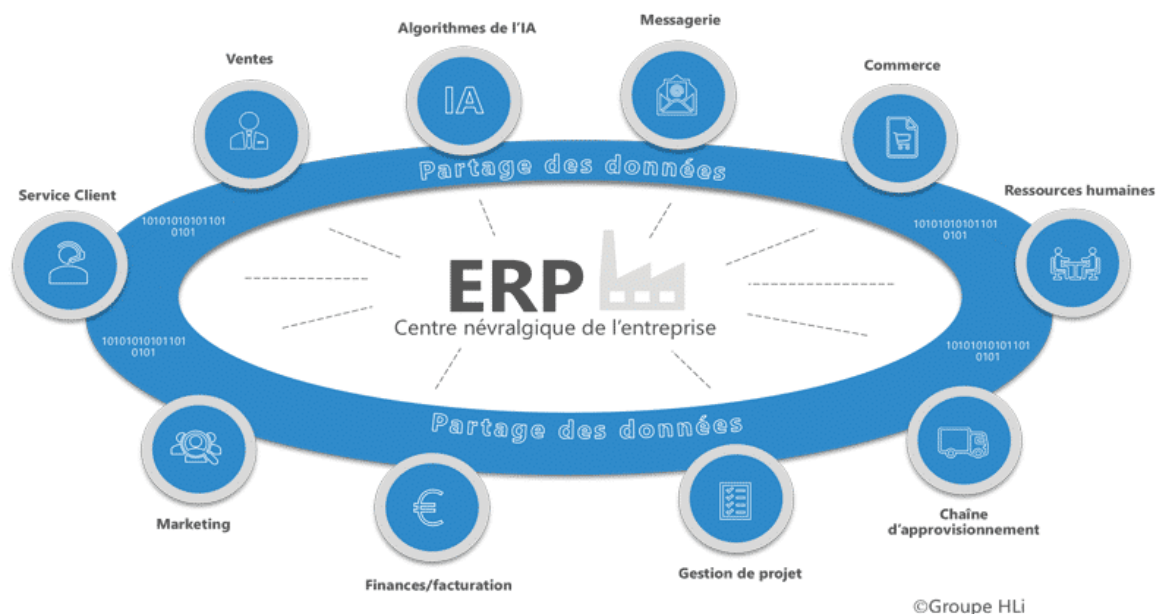 Algorithmes de l'IA
Messagerie
Ventes
Commerce
IA
Partage des données
Service Client
Ressources humaines
10101010101101
0101
10101010101101
0101
ERP
Centre névralgique de l'entreprise
10101010101101
0101
10101010101101
0101
Partage des données
€
Marketing
Chaîne
d'approvisionnement
Finances/facturation
Gestion de projet
©Groupe HLi